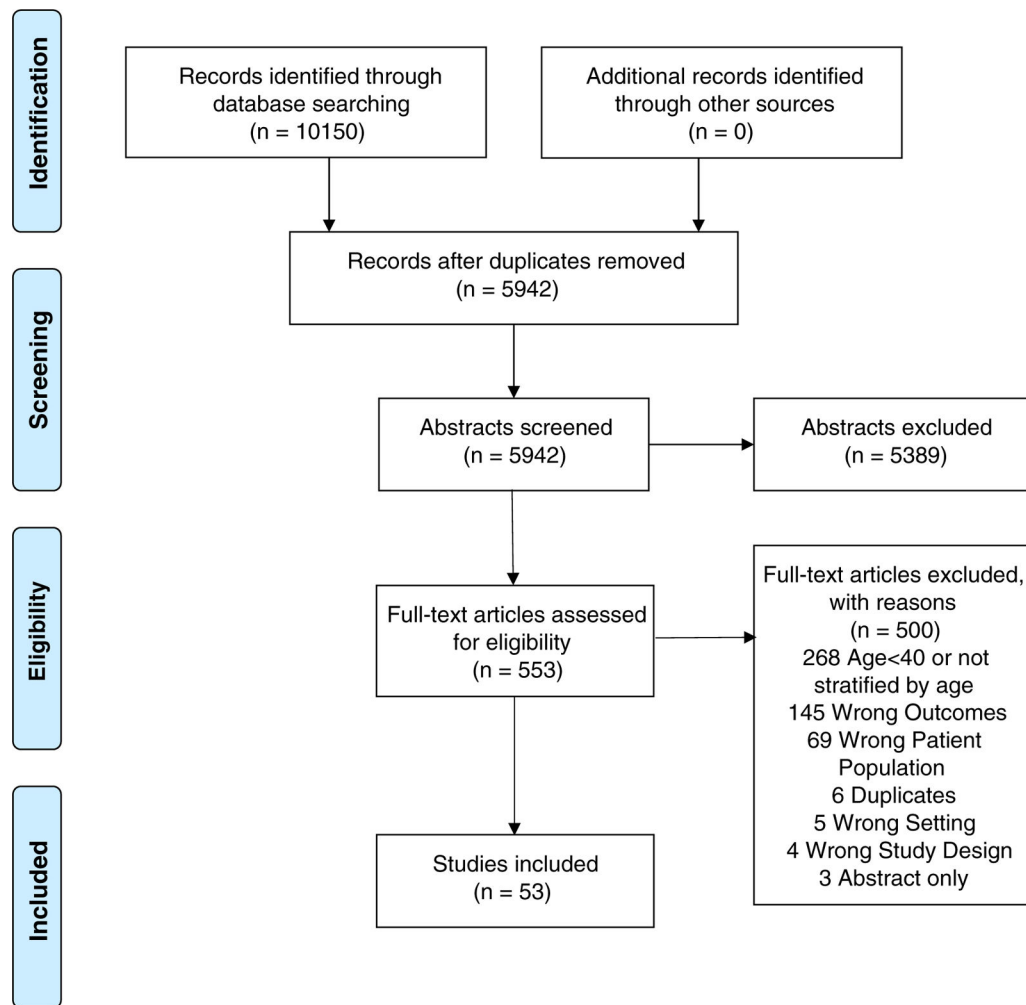 Identification
Records identified through
database searching
(n = 10150)
Additional records identified
through other sources
(n = 0)
Records after duplicates removed
(n = 5942)
Screening
Abstracts screened
(n = 5942)
Abstracts excluded
(n = 5389)
Eligibility
Full-text articles assessed
for eligibility
(n = 553)
Full-text articles excluded,
with reasons
(n = 500)
268 Age<40 or not
stratified by age
145 Wrong Outcomes
69 Wrong Patient
Population
6 Duplicates
5 Wrong Setting
4 Wrong Study Design
3 Abstract only
Included
Studies included
(n = 53)